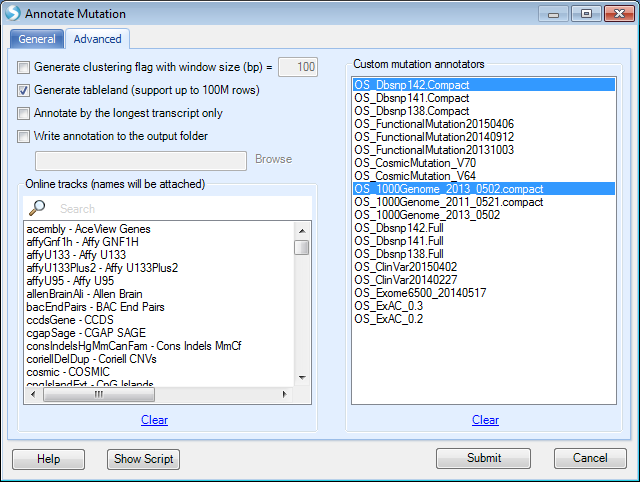 Annotate Mutation
General
Advanced
Generate clustering flag with window size (bp) = 100
Generate tableland (support up to 100M rows)
Annotate by the longest transcript only
Write annotation to the output folder
Browse
Online tracks (names will be attached)
Search
acembly - AceView Genes
affyGnf1h - Affy GNF1H
affyU133 - Affy U133
affyU133Plus2 - Affy U133Plus2
affyU95 - Affy U95
allenBrainAli - Allen Brain
bacEndPairs - BAC End Pairs
ccdsGene - CCDS
cgapSage - CGAP SAGE
consIndelsHgMmCanFam - Cons Indels MmCf
coriellDelDup - Coriell CNVs
cosmic - COSMIC
cpgIslandExt - CpG Islands
Clear
Custom mutation annotators
OS_Dbsnp142.Compact
OS_Dbsnp141.Compact
OS_Dbsnp138.Compact
OS_FunctionalMutation20150406
OS_FunctionalMutation20140912
OS_FunctionalMutation20131003
OS_CosmicMutation_V70
OS_CosmicMutation_V64
OS_1000Genome_2013_0502.compact
OS_1000Genome_2011_0521.compact
OS_1000Genome_2013_0502
OS_Dbsnp142.Full
OS_Dbsnp141.Full
OS_Dbsnp138.Full
OS_ClinVar20150402
OS_ClinVar20140227
OS_Exome6500_20140517
OS_ExAC_0.3
OS_ExAC_0.2
Clear
Help
Show Script
Submit
Cancel